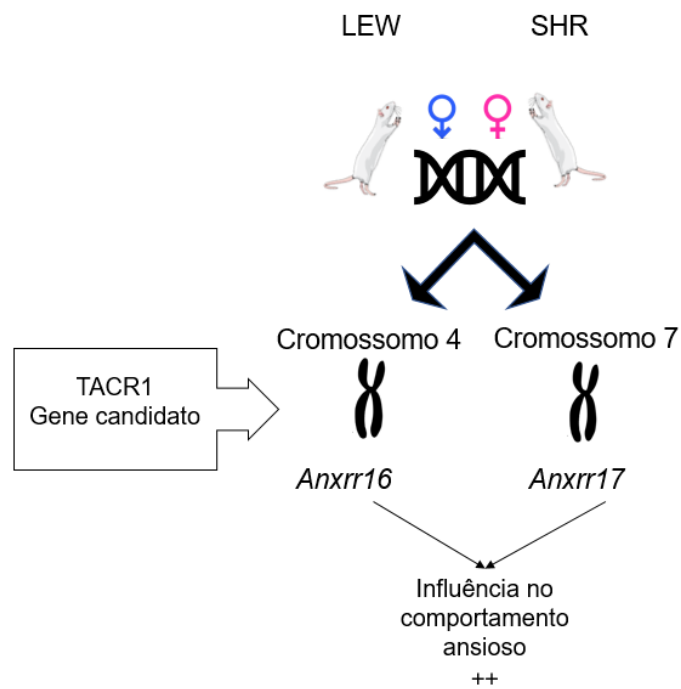 LEW SHR
Cromossomo 4 Cromossomo 7
TACR1
Gene candidato
Anxrr16 Anxrr17
Influência no
comportamento
ansioso
++